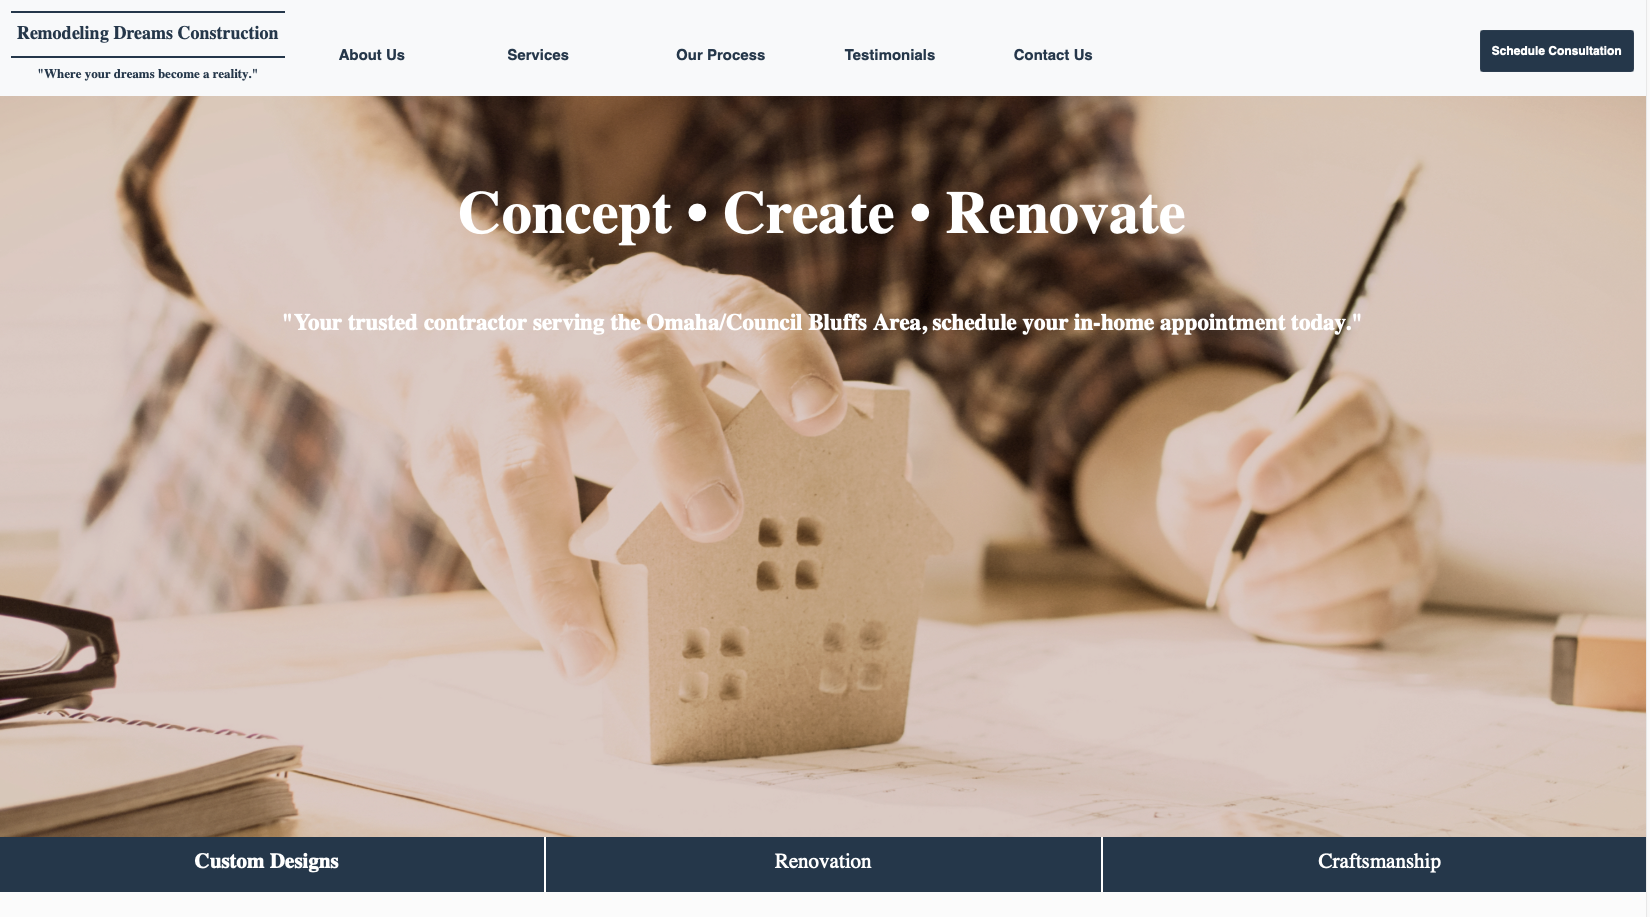 Remodeling Dreams Construction
"Where your dreams become a reality."
About Us
Services
Our Process
Testimonials
Contact Us
Schedule Consultation
Concept • Create • Renovate
"Your trusted contractor serving the Omaha/Council Bluffs Area, schedule your in-home appointment today."
Custom Designs
Renovation
Craftsmanship